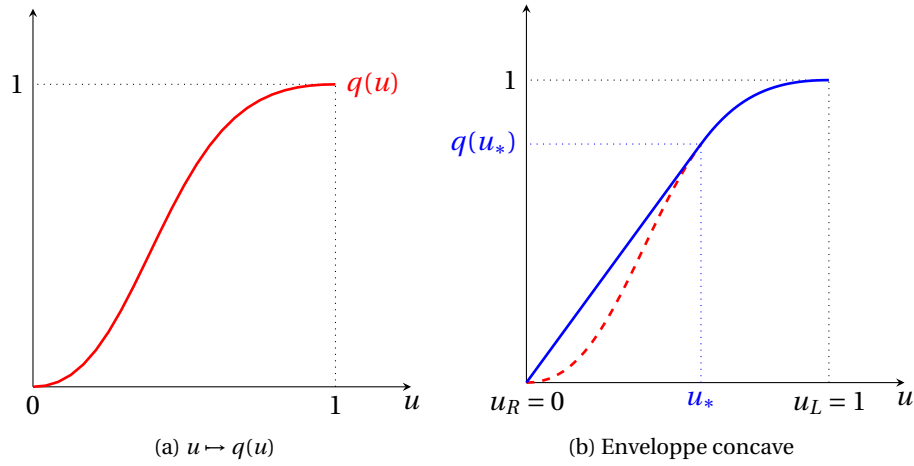 1
q(u)
0
1
u
(a) u ↦ q(u)
1
q(u∗)
u_R = 0
u∗
u_L = 1
u
(b) Enveloppe concave